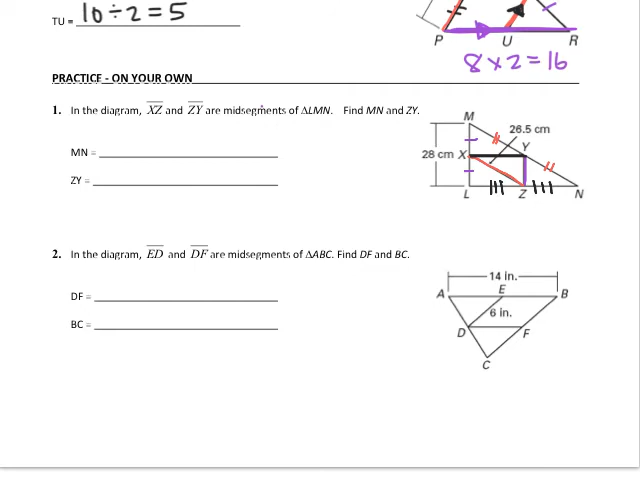 TU = 10 ÷ 2 = 5
P U R
8 x 2 = 16
PRACTICE - ON YOUR OWN
1. In the diagram, XZ and ZY are midsegments of ΔLMN. Find MN and ZY.
M
26.5 cm
Y
28 cm X
L Z N
MN =
ZY =
2. In the diagram, ED and DF are midsegments of ΔABC. Find DF and BC.
14 in.
A E B
6 in.
D F
C
DF =
BC =